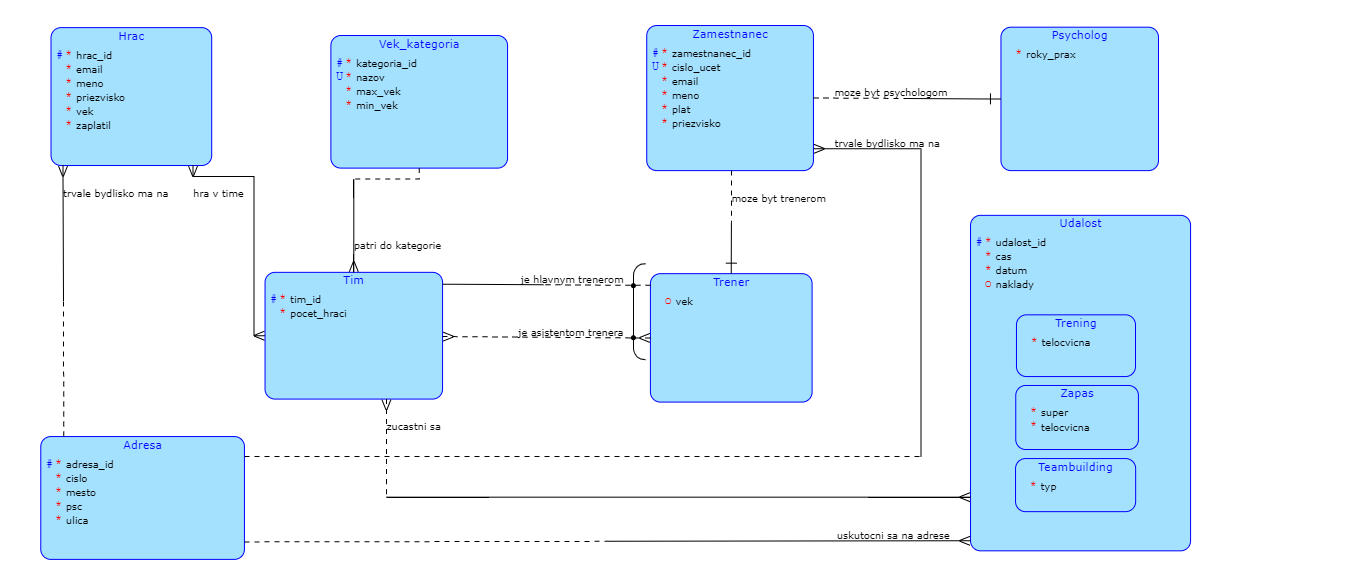 Hrac
# * hrac_id
* email
* meno
* priezvisko
* vek
* zaplatil
Vek_kategoria
# * kategoria_id
U * nazov
* max_vek
* min_vek
Zamestnanec
# * zamestnanec_id
U * cislo_ucet
* email
* meno
* plat
* priezvisko
Psycholog
* roky_prax
moze byt psychologom
trvale bydlisko ma na
trvale bydlisko ma na
hra v time
moze byt trenerom
patri do kategorie
Tim
# * tim_id
* pocet_hraci
je hlavnym trenerom
je asistentom trenera
Trener
o vek
Udalost
# * udalost_id
* cas
* datum
o naklady
Trening
* telocvicna
Zapas
* super
* telocvicna
Teambuilding
* typ
zucastni sa
Adresa
# * adresa_id
* cislo
* mesto
* psc
* ulica
uskutocni sa na adrese